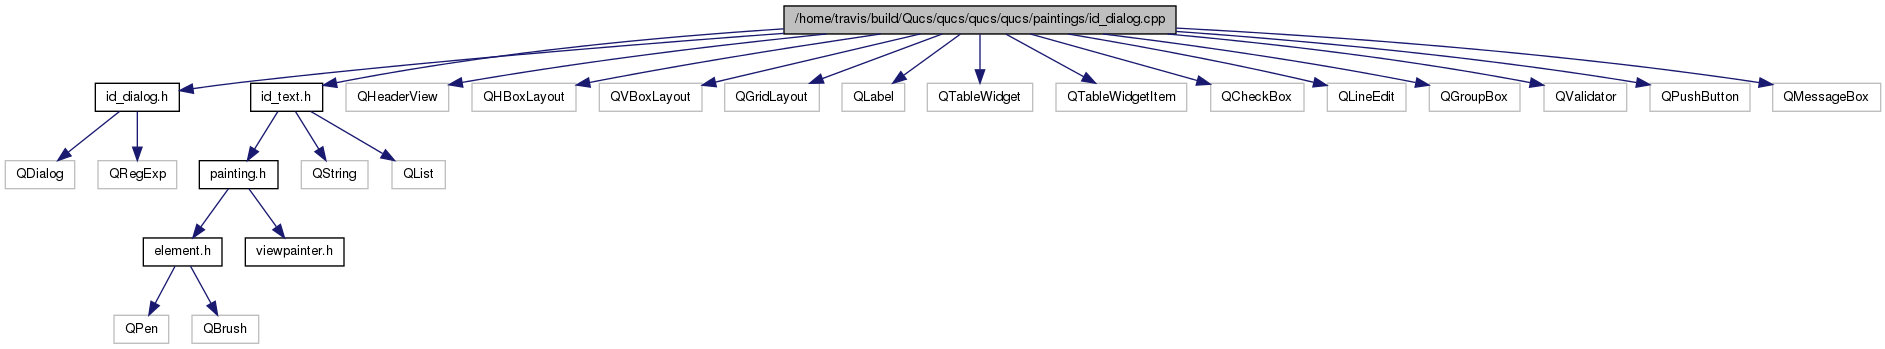 /home/travis/build/Qucs/qucs/qucs/qucs/paintings/id_dialog.cpp
id_dialog.h
id_text.h
QHeaderView
QHBoxLayout
QVBoxLayout
QGridLayout
QLabel
QTableWidget
QTableWidgetItem
QCheckBox
QLineEdit
QGroupBox
QValidator
QPushButton
QMessageBox
QDialog
QRegExp
painting.h
QString
QList
element.h
viewpainter.h
QPen
QBrush